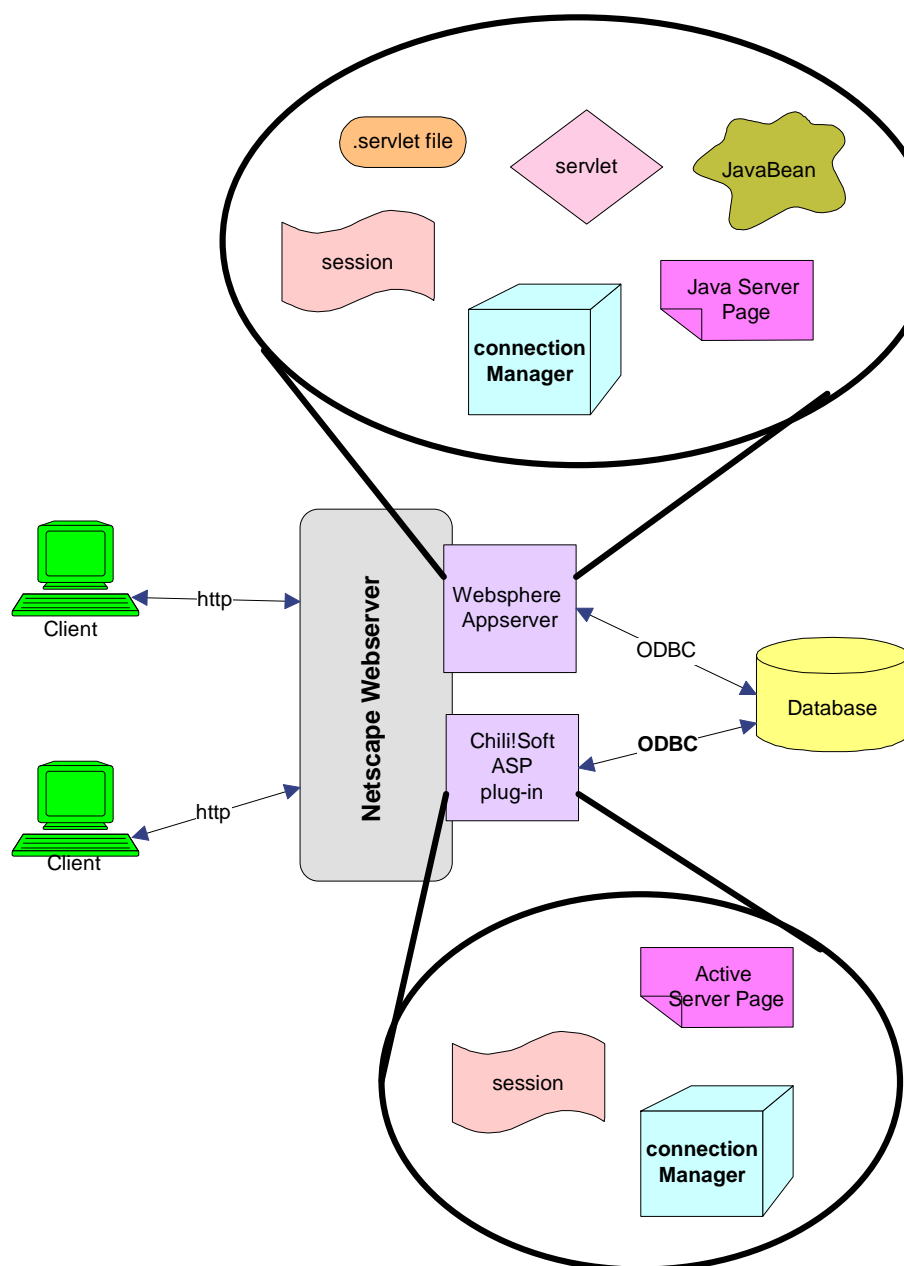 .servlet file
servlet
JavaBean
session
Java Server
Page
connection
Manager
Netscape Webserver
Websphere
Appserver
http
Client
ODBC
Database
Chili!Soft
ASP
plug-in
ODBC
http
Client
Active
Server Page
session
connection
Manager